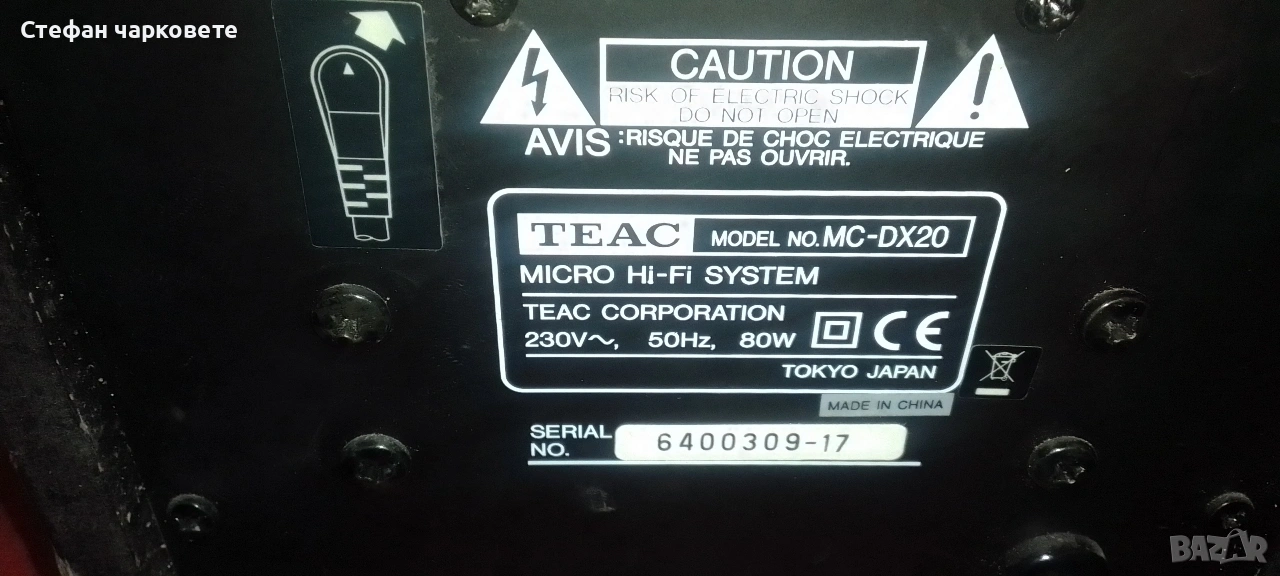 Стефан чарковете
CAUTION
RISK OF ELECTRIC SHOCK
DO NOT OPEN
AVIS :RISQUE DE CHOC ELECTRIQUE
NE PAS OUVRIR.
TEAC MODEL NO. MC-DX20
MICRO Hi-Fi SYSTEM
TEAC CORPORATION
230V～, 50Hz, 80W CE
TOKYO JAPAN
MADE IN CHINA
SERIAL NO. 6400309-17
BAZAR